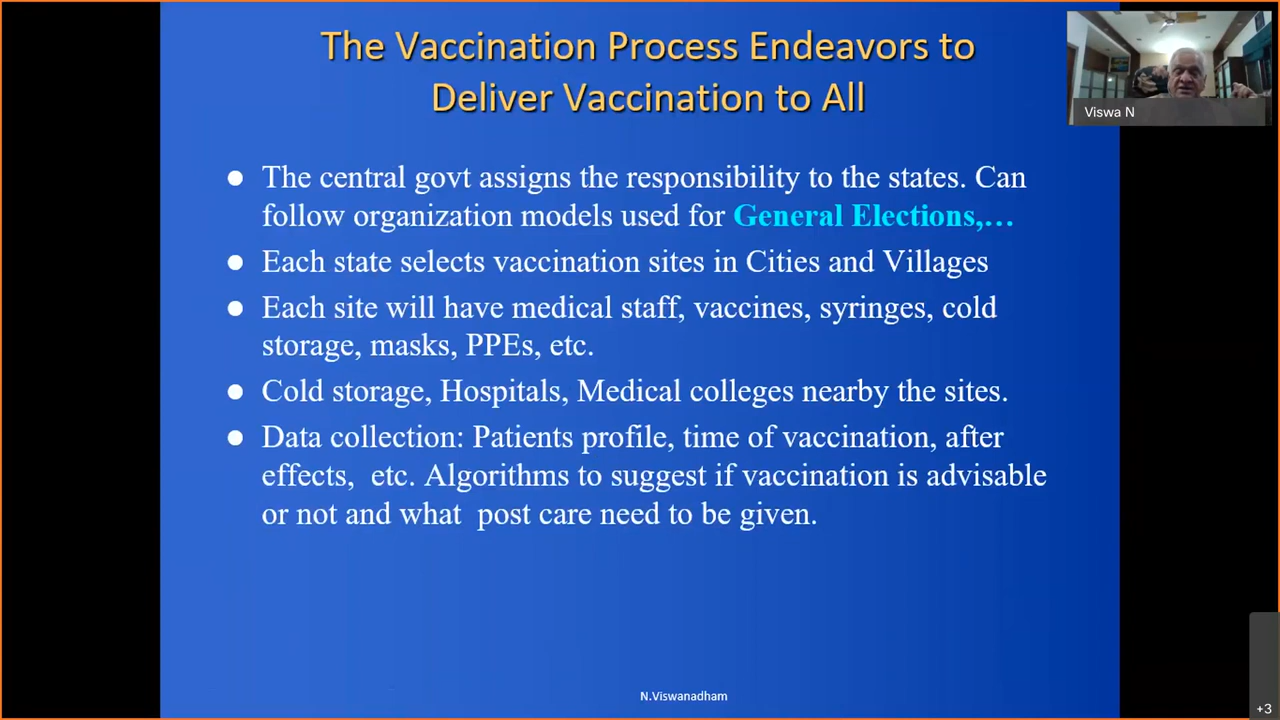 The Vaccination Process Endeavors to
Deliver Vaccination to All
Viswa N
● The central govt assigns the responsibility to the states. Can
follow organization models used for General Elections,...
● Each state selects vaccination sites in Cities and Villages
● Each site will have medical staff, vaccines, syringes, cold
storage, masks, PPEs, etc.
● Cold storage, Hospitals, Medical colleges nearby the sites.
● Data collection: Patients profile, time of vaccination, after
effects, etc. Algorithms to suggest if vaccination is advisable
or not and what post care need to be given.
N.Viswanadham
+3